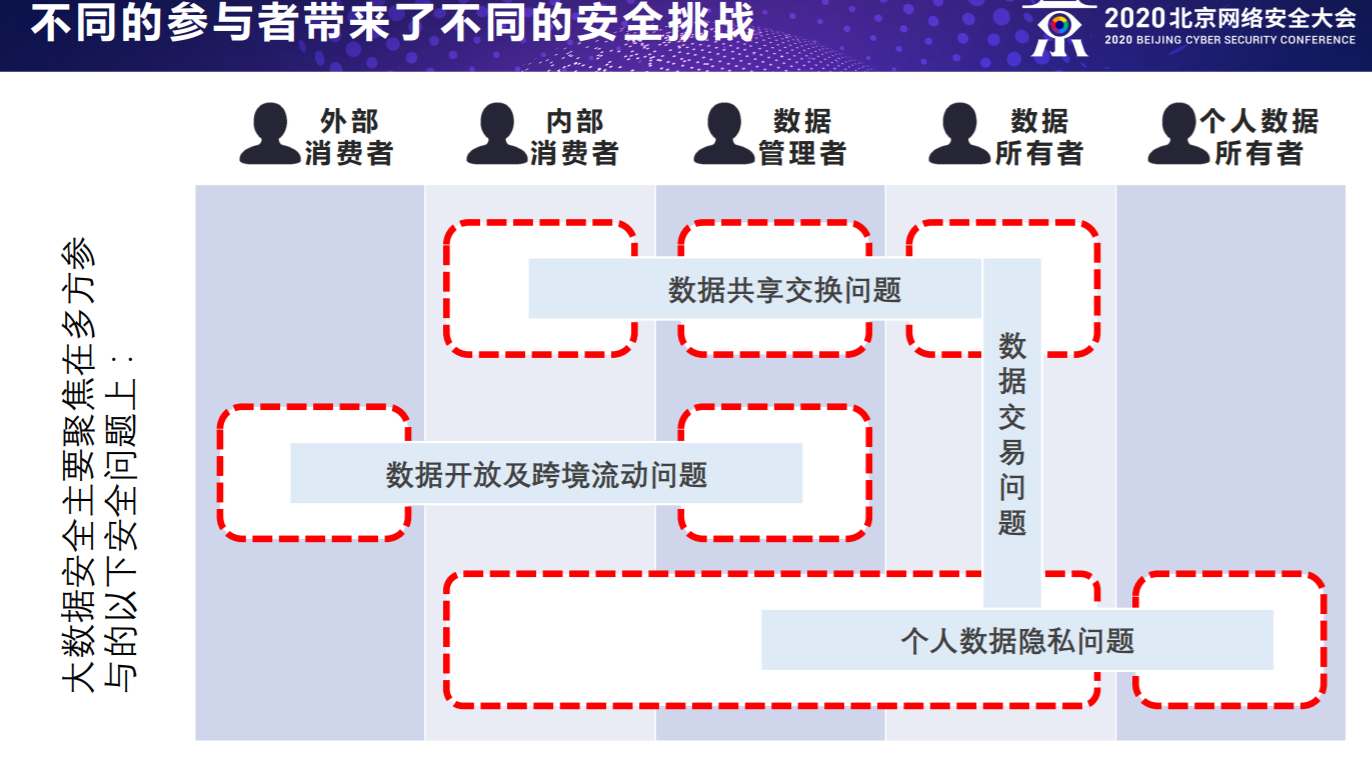 不同的参与者带来了不同的安全挑战
2020北京网络安全大会
2020 BEIJING CYBER SECURITY CONFERENCE
外部
消费者
内部
消费者
数据
管理者
数据
所有者
个人数据
所有者
大数据安全主要聚焦在多方参
与的以下安全问题上：
数据共享交换问题
数据交易问题
数据开放及跨境流动问题
个人数据隐私问题